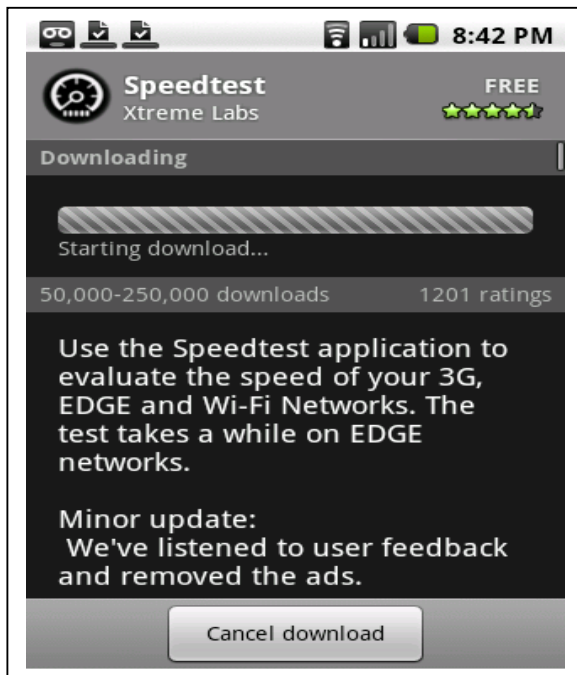 8:42 PM
Speedtest FREE
Xtreme Labs
Downloading
Starting download...
50,000-250,000 downloads 1201 ratings
Use the Speedtest application to
evaluate the speed of your 3G,
EDGE and Wi-Fi Networks. The
test takes a while on EDGE
networks.
Minor update:
We've listened to user feedback
and removed the ads.
Cancel download